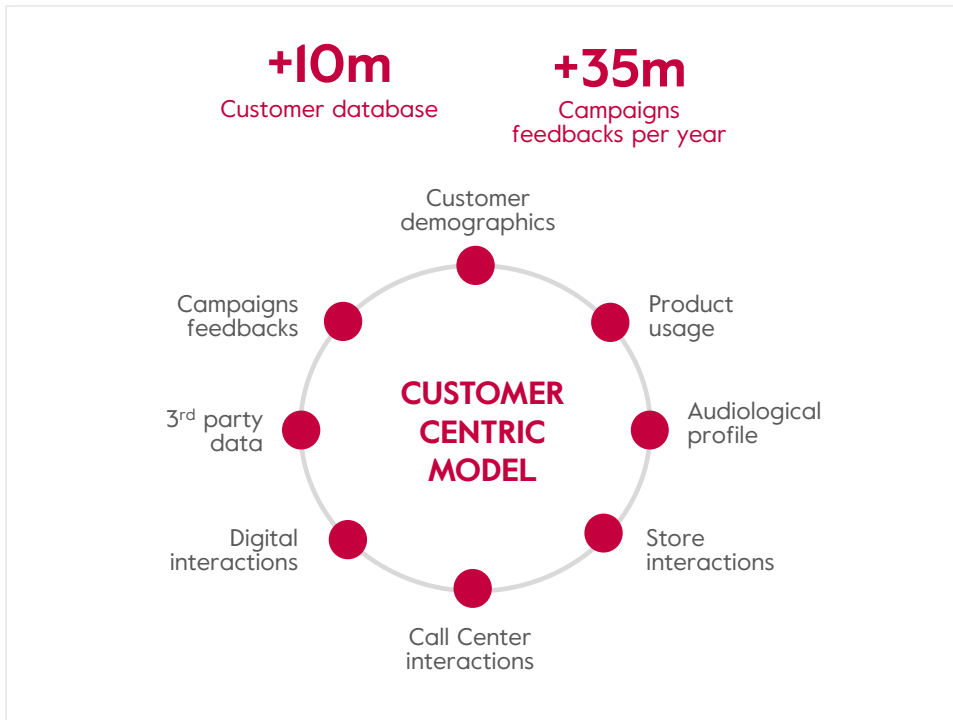 +10m
Customer database
+35m
Campaigns
feedbacks per year
Customer
demographics
Campaigns
feedbacks
Product
usage
3rd party
data
CUSTOMER
CENTRIC
MODEL
Audiological
profile
Digital
interactions
Store
interactions
Call Center
interactions